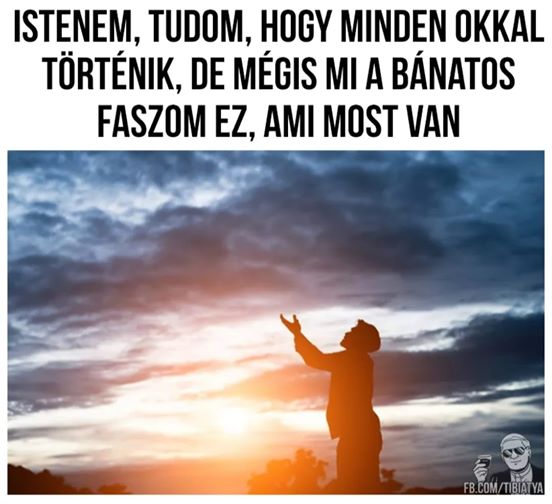 ISTENEM, TUDOM, HOGY MINDEN OKKAL
TÖRTÉNIK, DE MÉGIS MI A BÁNATOS
FASZOM EZ, AMI MOST VAN
FB.COM/TIBIATYA